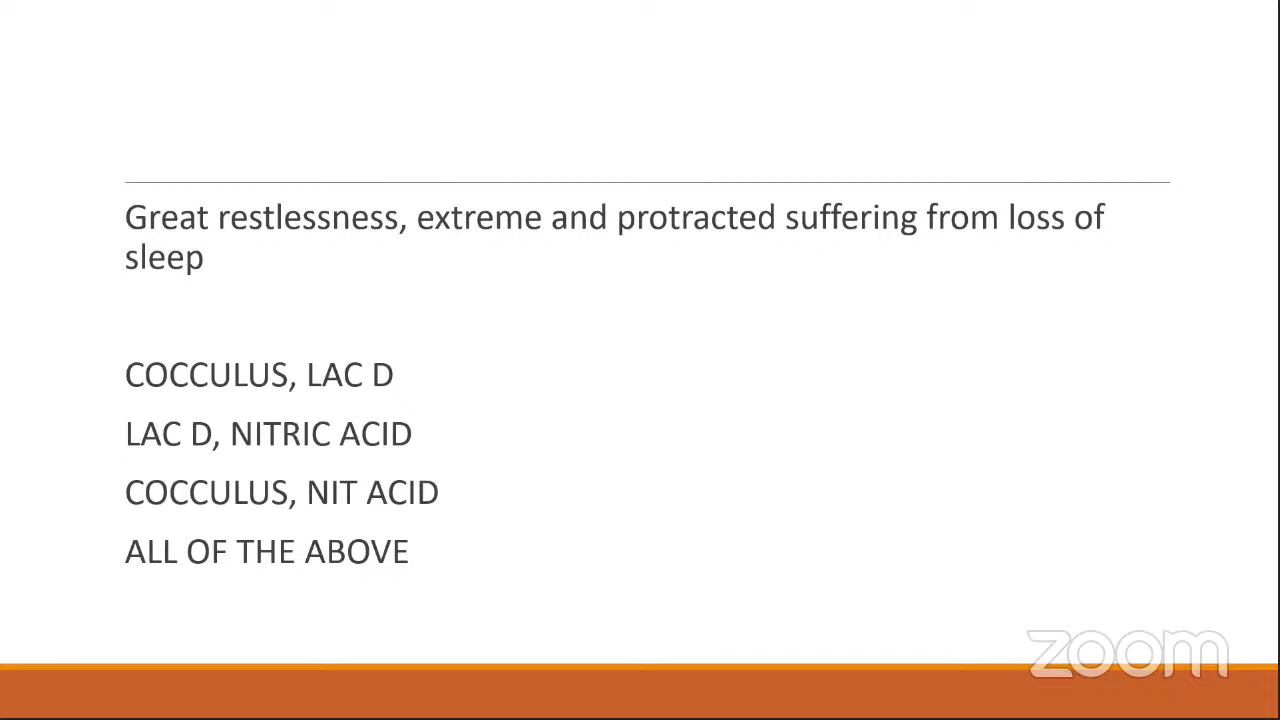 Great restlessness, extreme and protracted suffering from loss of
sleep
COCCULUS, LAC D
LAC D, NITRIC ACID
COCCULUS, NIT ACID
ALL OF THE ABOVE
zoom